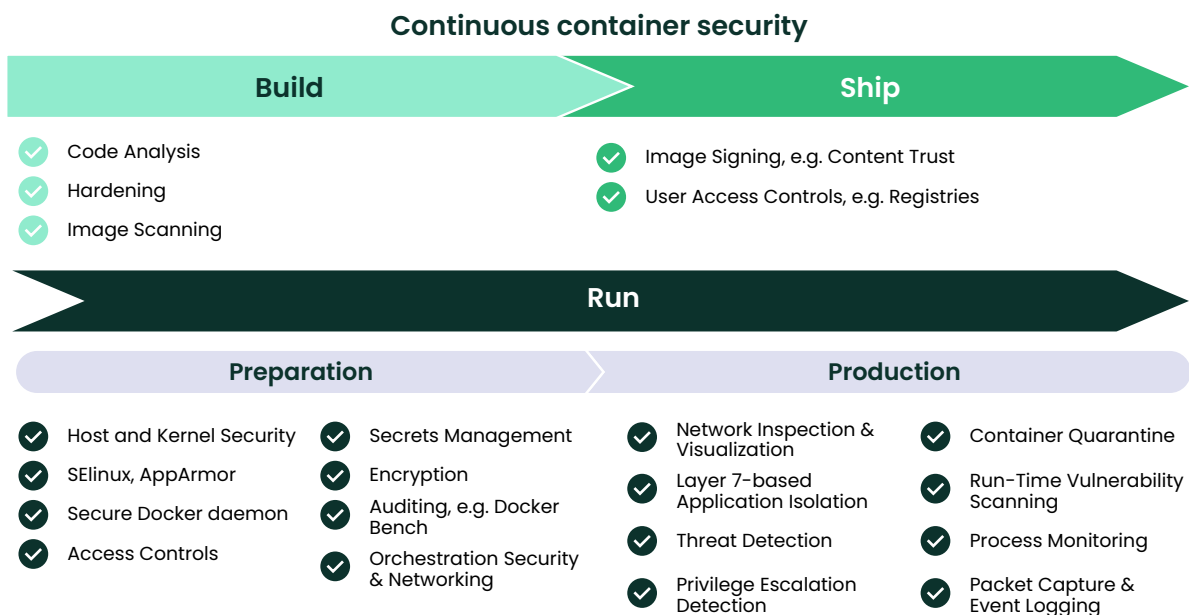 Continuous container security
Build
Ship
Code Analysis
Hardening
Image Scanning
Image Signing, e.g. Content Trust
User Access Controls, e.g. Registries
Run
Preparation
Production
Host and Kernel Security
SElinux, AppArmor
Secure Docker daemon
Access Controls
Secrets Management
Encryption
Auditing, e.g. Docker
Bench
Orchestration Security
& Networking
Network Inspection &
Visualization
Layer 7-based
Application Isolation
Threat Detection
Privilege Escalation
Detection
Container Quarantine
Run-Time Vulnerability
Scanning
Process Monitoring
Packet Capture &
Event Logging